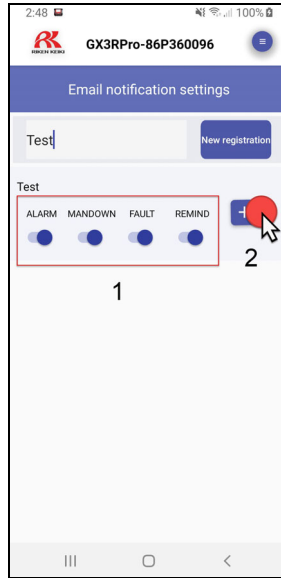 2:48 100%
RIKEN KEIKI
GX3RPro-86P360096
Email notification settings
Test New registration
Test
ALARM MANDOWN FAULT REMIND
+
1 2